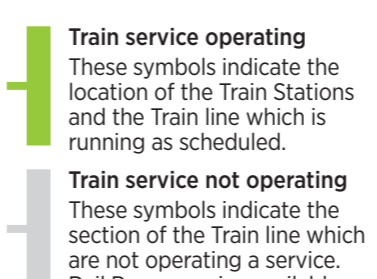 Train service operating
These symbols indicate the
location of the Train Stations
and the Train line which is
running as scheduled.
Train service not operating
These symbols indicate the
section of the Train line which
are not operating a service.